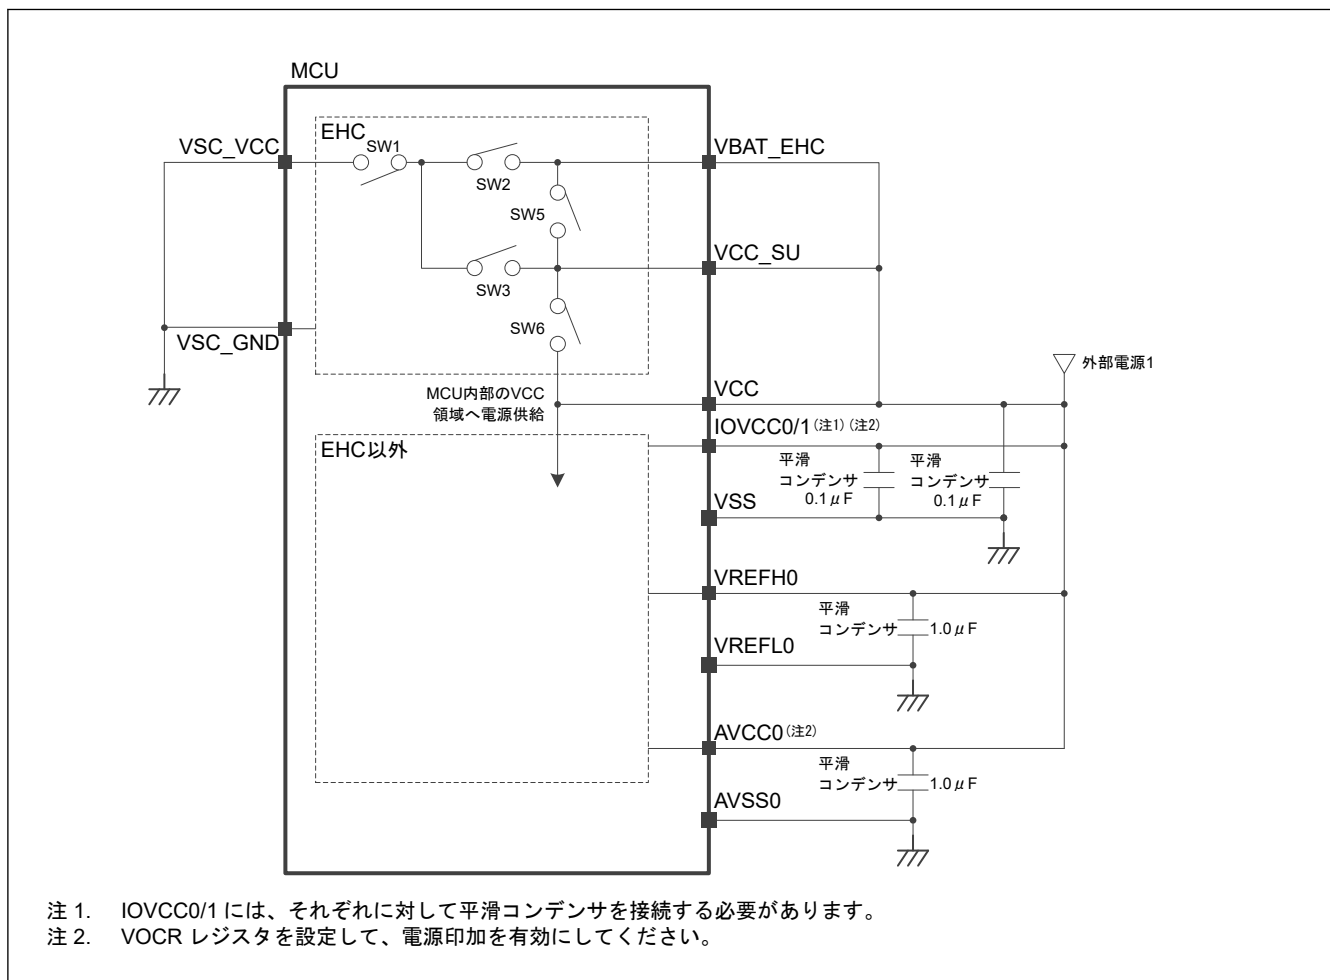 MCU
EHC
VSC_VCC
SW1
SW2
VBAT_EHC
SW5
VCC_SU
SW3
SW6
VSC_GND
外部電源1
MCU内部のVCC
領域へ電源供給
VCC
IOVCC0/1(注1)(注2)
EHC以外
平滑
コンデンサ
0.1μF
平滑
コンデンサ
0.1μF
VSS
VREFH0
平滑
コンデンサ
1.0μF
VREFL0
AVCC0(注2)
平滑
コンデンサ
1.0μF
AVSS0
注 1. IOVCC0/1 には、それぞれに対して平滑コンデンサを接続する必要があります。
注 2. VOCR レジスタを設定して、電源印加を有効にしてください。